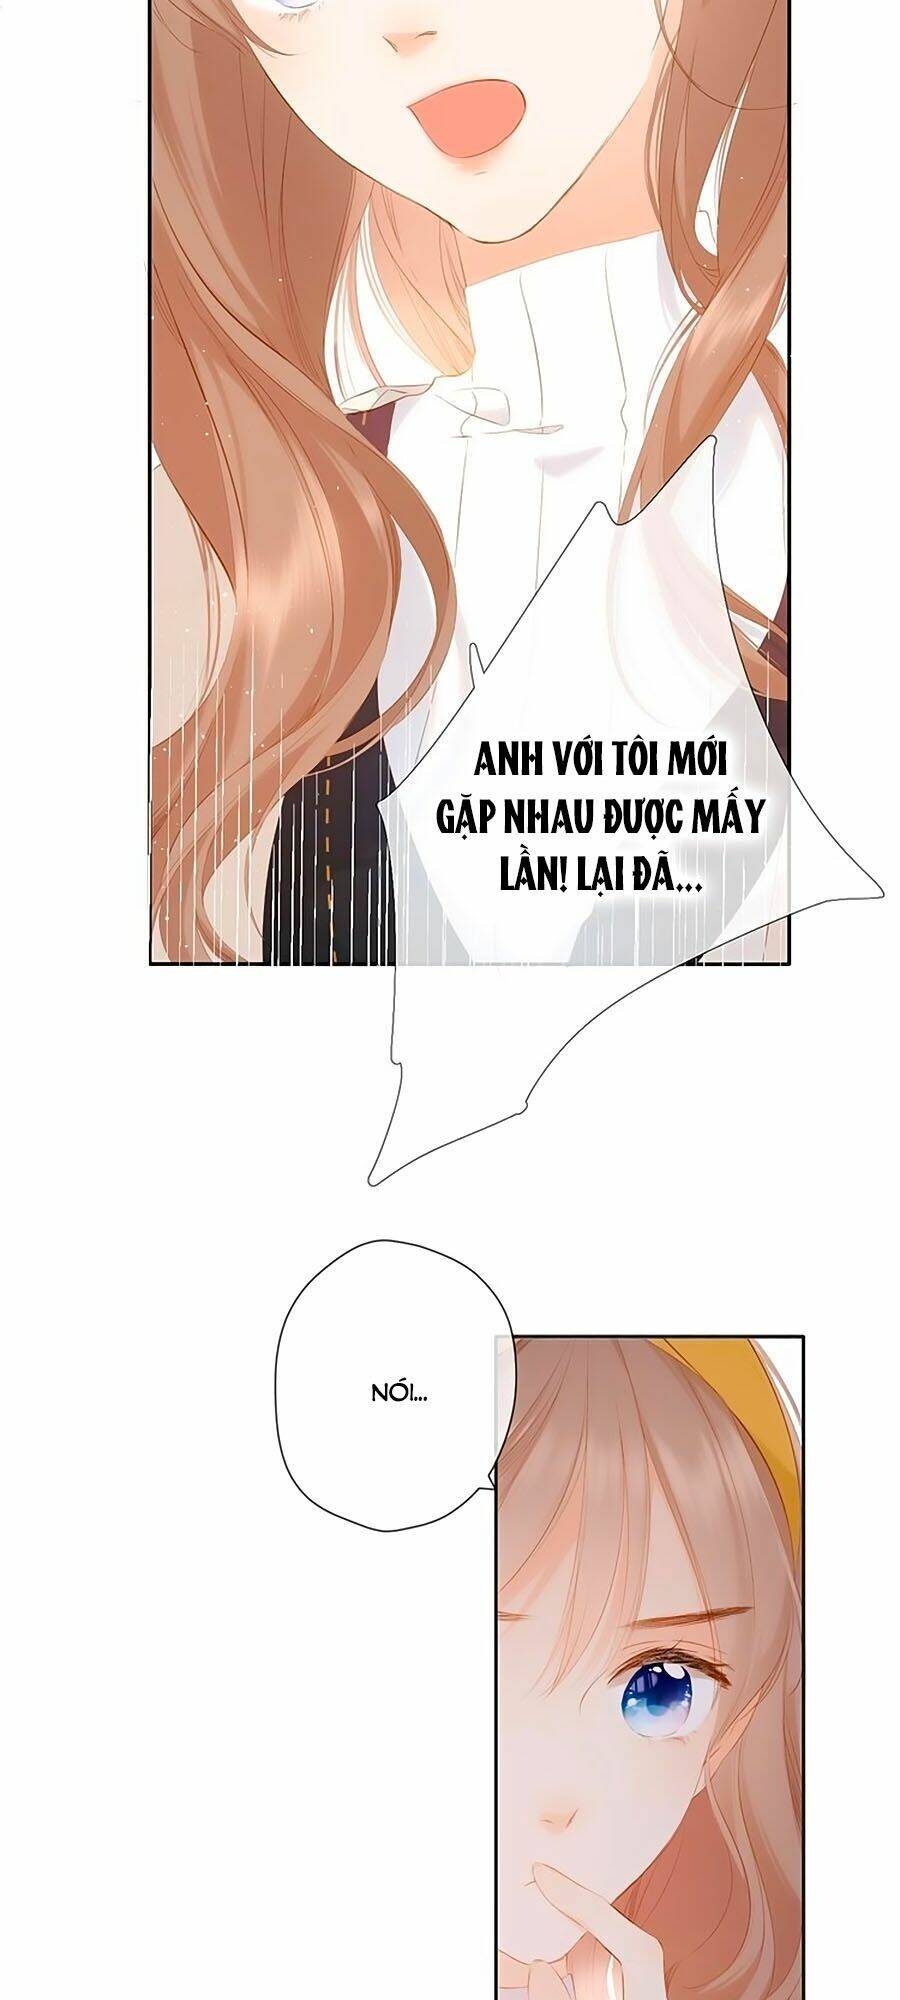 ANH VỚI TÔI MỚI
GẶP NHAU ĐƯỢC MẤY
LẦN! LẠI ĐÃ...
NÓI...